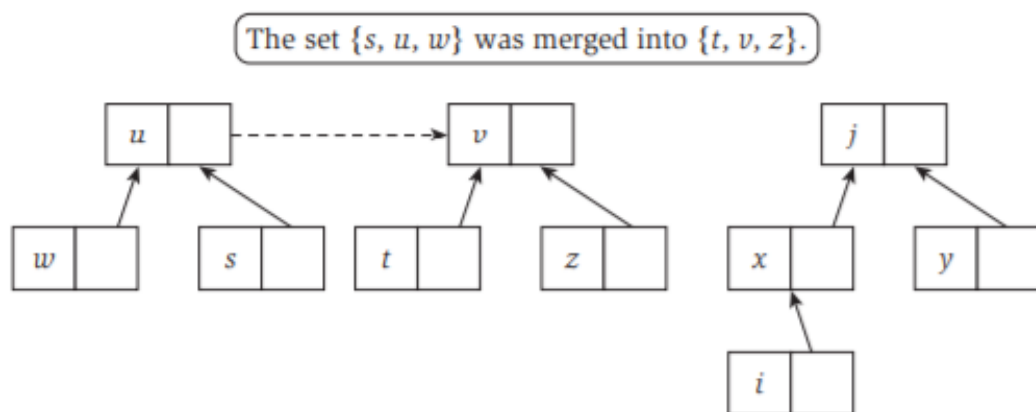 The set {s, u, w} was merged into {t, v, z}.
u v j
w s t z x y
i